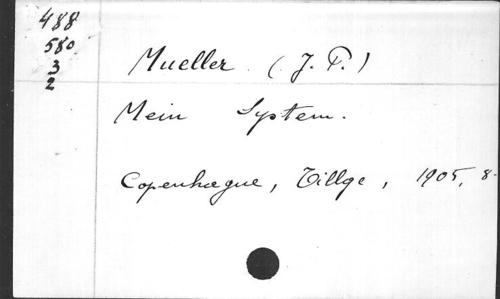 488
580
3
2
Mueller (J. P.)
Mein System.
Copenhague, Tillge, 1905, 8-